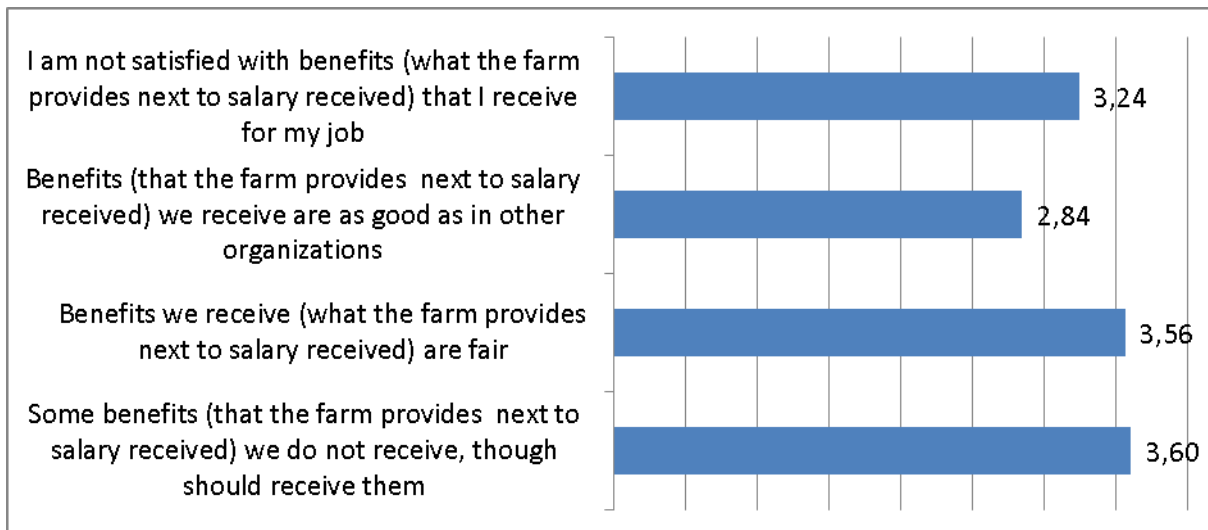 I am not satisfied with benefits (what the farm
provides next to salary received) that I receive
for my job
3,24
Benefits (that the farm provides next to salary
received) we receive are as good as in other
organizations
2,84
Benefits we receive (what the farm provides
next to salary received) are fair
3,56
Some benefits (that the farm provides next to
salary received) we do not receive, though
should receive them
3,60